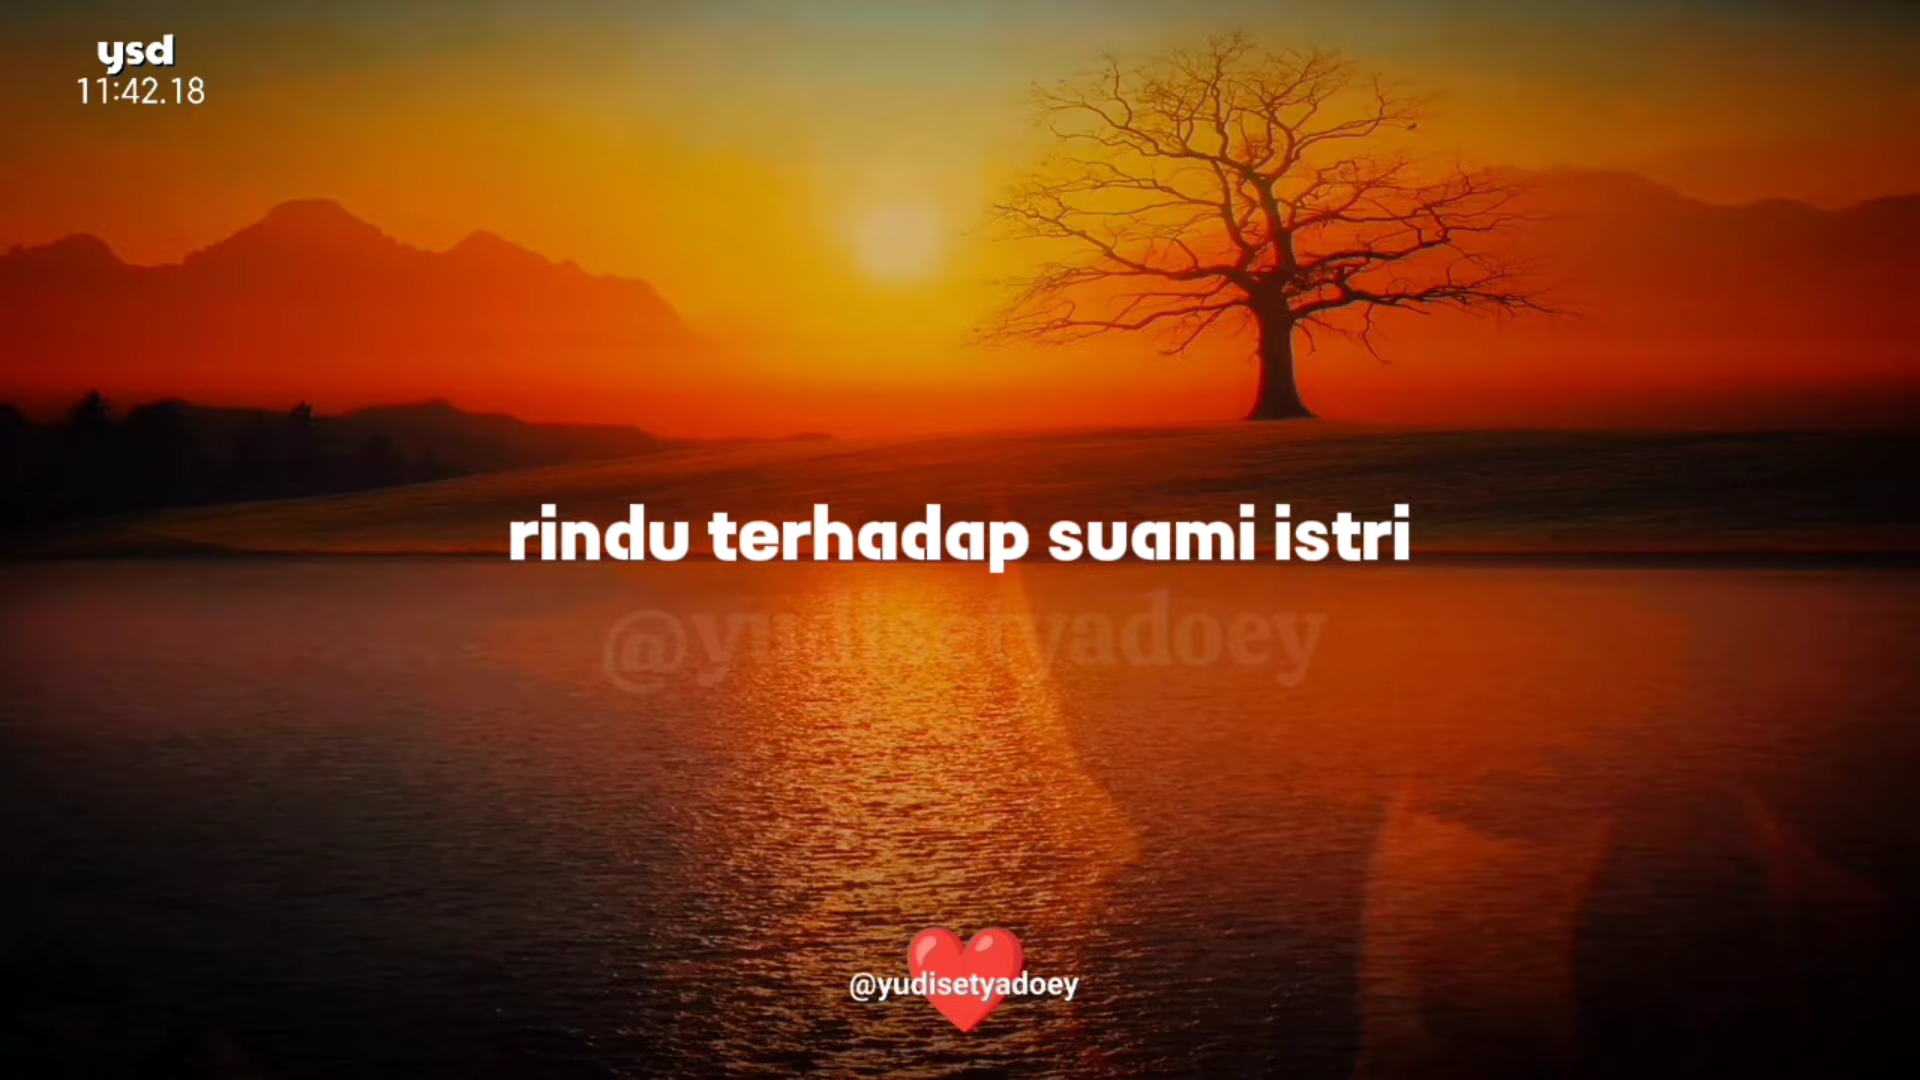 ysd
11:42.18
rindu terhadap suami istri
@yudisetyadoey
@yudisetyadoey